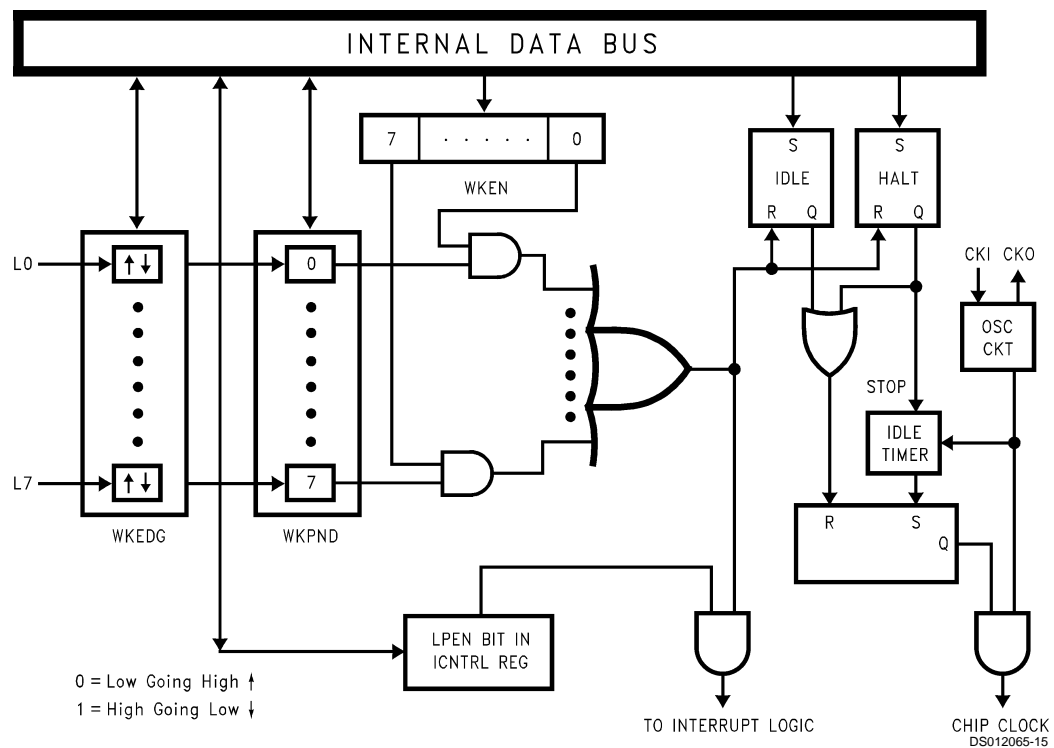 INTERNAL DATA BUS
7 · · · · · 0
WKEN
S
IDLE
R Q
S
HALT
R Q
CKI CKO
OSC
CKT
L0
↑↓
0
STOP
IDLE
TIMER
L7
↑↓
7
WKEDG
WKPND
R S
Q
LPEN BIT IN
ICNTRL REG
0 = Low Going High ↑
1 = High Going Low ↓
TO INTERRUPT LOGIC
CHIP CLOCK
DS012065-15